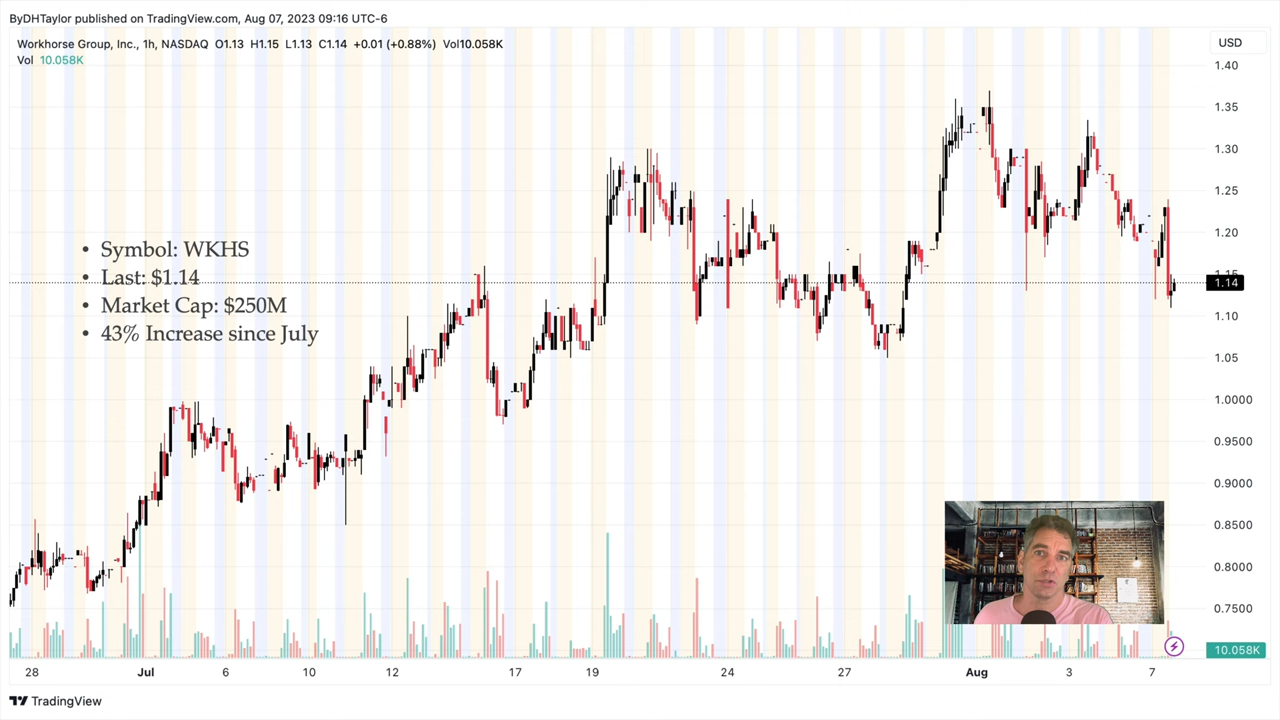 ByDHTaylor published on TradingView.com, Aug 07, 2023 09:16 UTC-6
Workhorse Group, Inc., 1h, NASDAQ O1.13 H1.15 L1.13 C1.14 +0.01 (+0.88%) Vol10.058K
Vol 10.058K
USD
1.40
1.35
1.30
1.25
1.20
1.15
1.14
1.10
1.05
1.0000
0.9500
0.9000
0.8500
0.8000
0.7500
10.058K
• Symbol: WKHS
• Last: $1.14
• Market Cap: $250M
• 43% Increase since July
28 Jul 6 10 12 17 19 24 27 Aug 3 7
TradingView